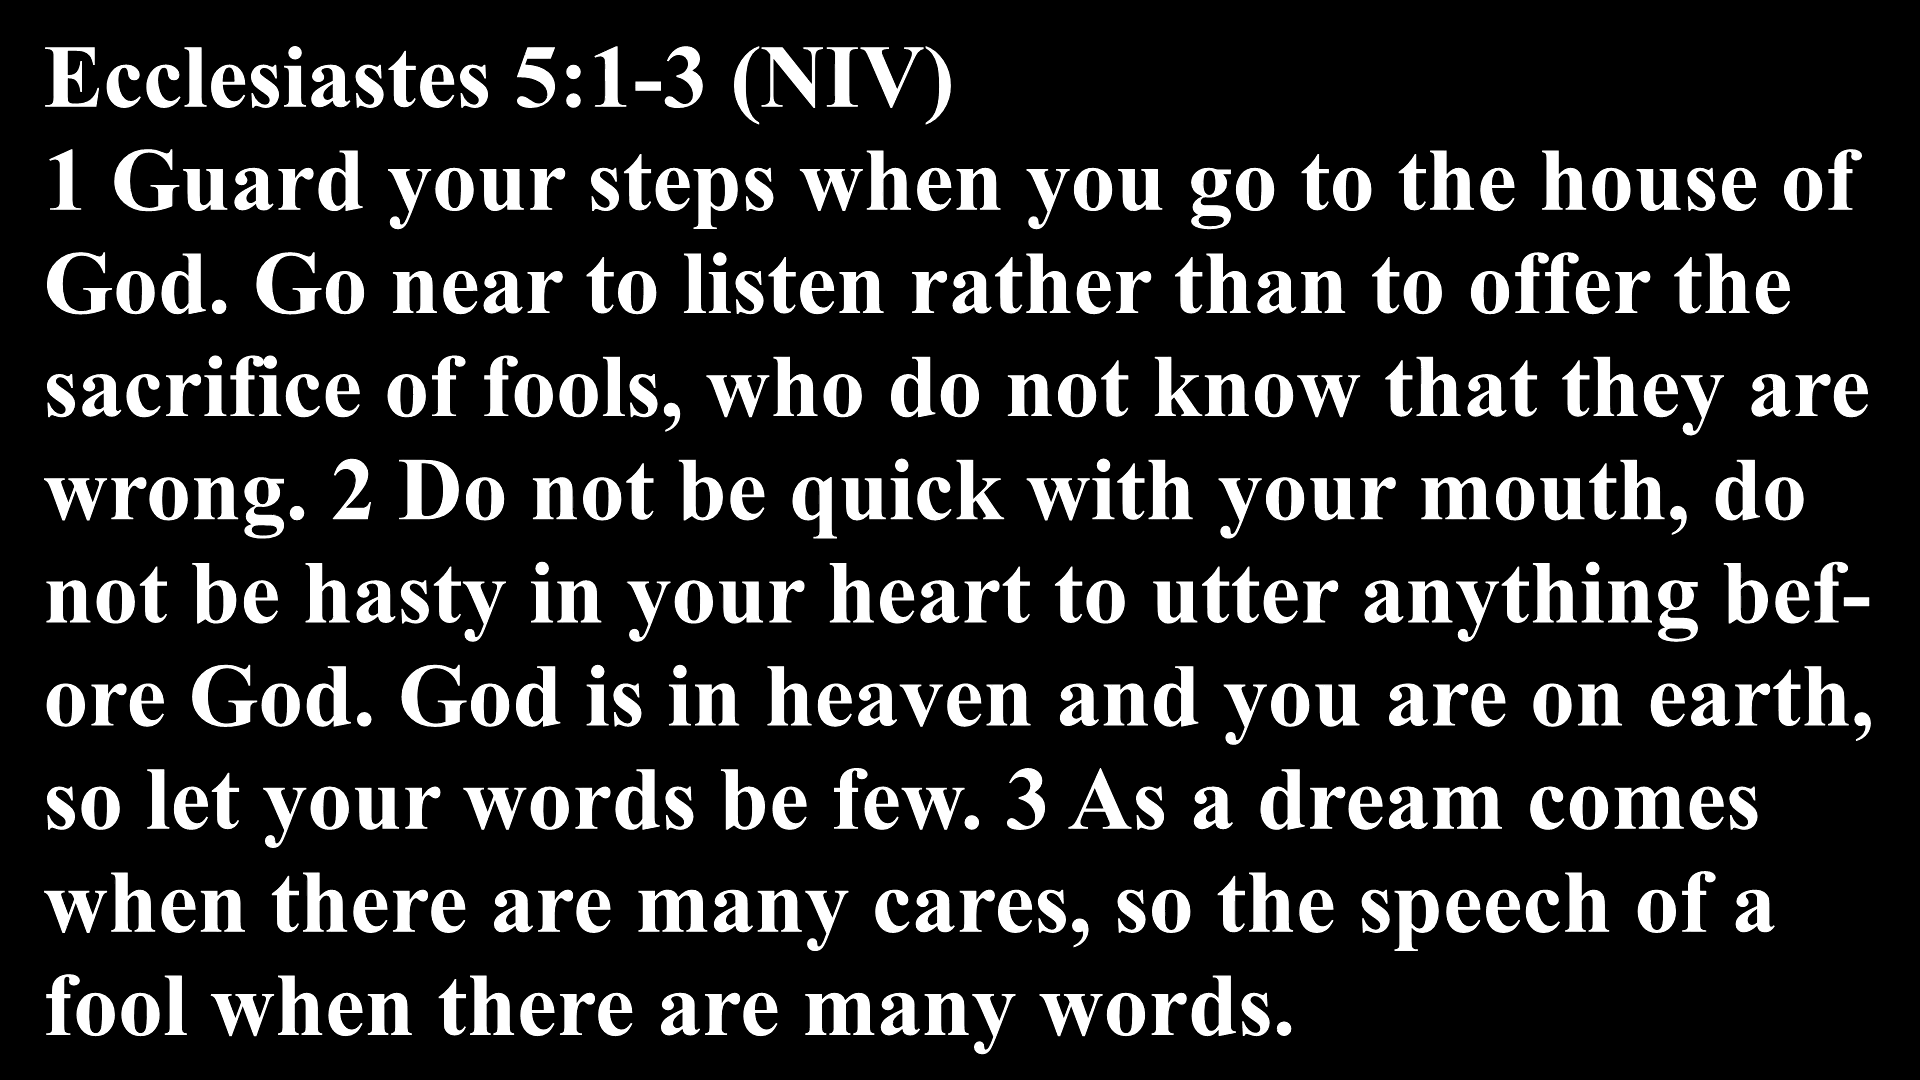 Ecclesiastes 5:1-3 (NIV)
1 Guard your steps when you go to the house of
God. Go near to listen rather than to offer the
sacrifice of fools, who do not know that they are
wrong. 2 Do not be quick with your mouth, do
not be hasty in your heart to utter anything bef-
ore God. God is in heaven and you are on earth,
so let your words be few. 3 As a dream comes
when there are many cares, so the speech of a
fool when there are many words.